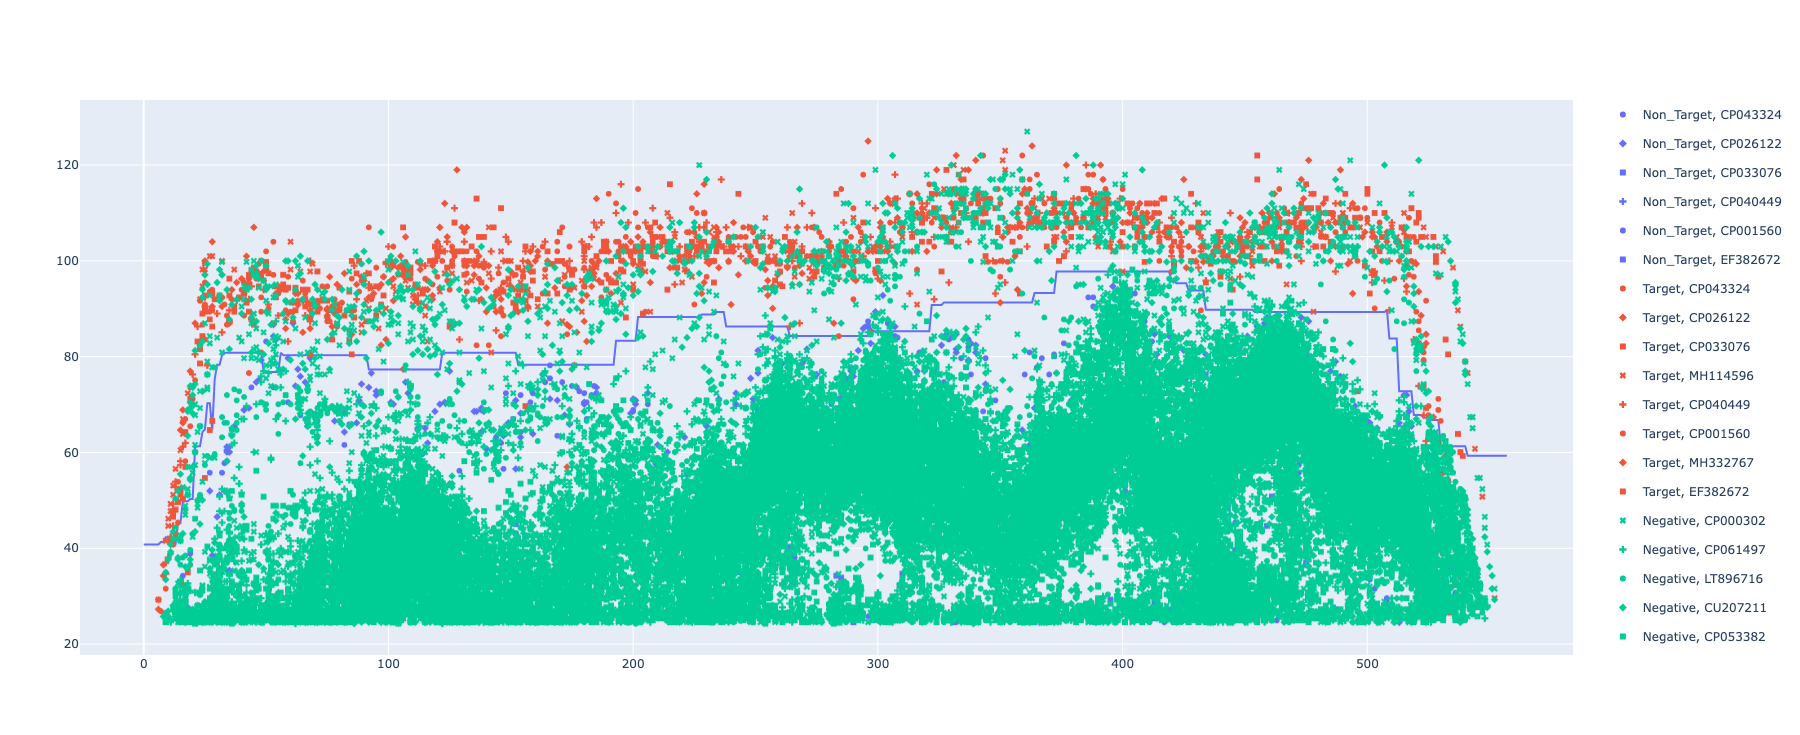 120
100
80
60
40
20
0
100
200
300
400
500
Non_Target, CP043324
Non_Target, CP026122
Non_Target, CP033076
Non_Target, CP040449
Non_Target, CP001560
Non_Target, EF382672
Target, CP043324
Target, CP026122
Target, CP033076
Target, MH114596
Target, CP040449
Target, CP001560
Target, MH332767
Target, EF382672
Negative, CP000302
Negative, CP061497
Negative, LT896716
Negative, CU207211
Negative, CP053382